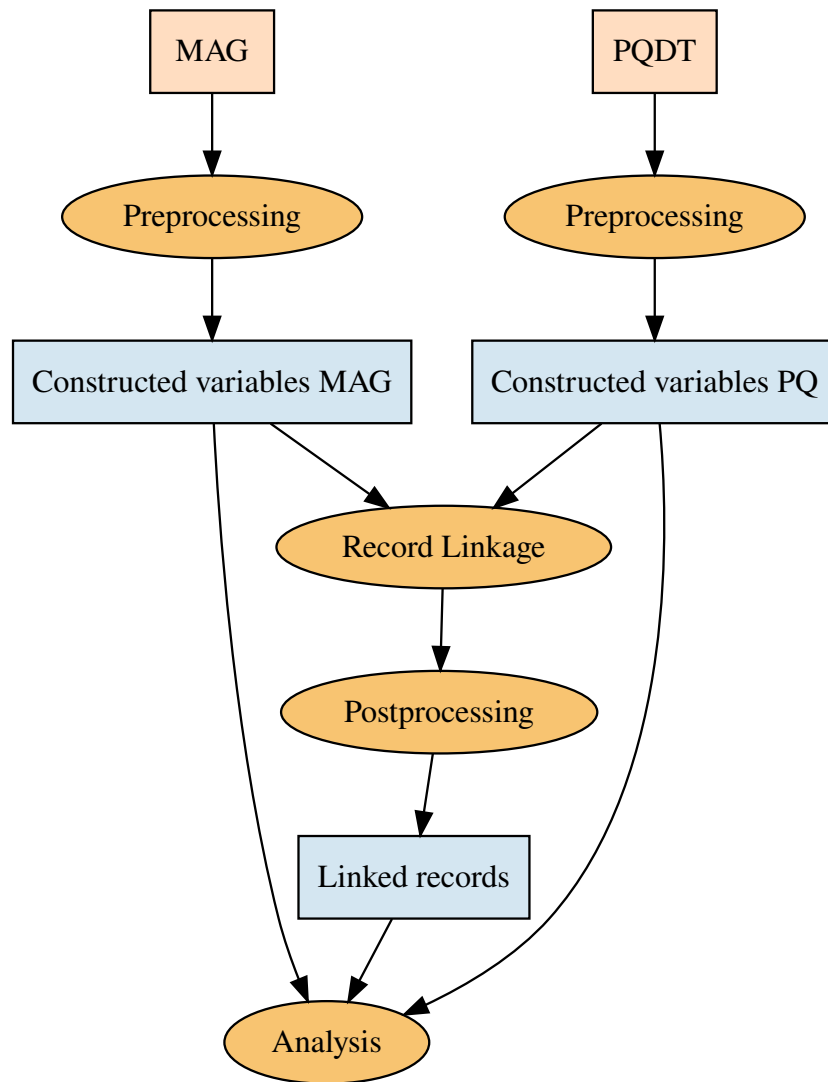 MAG
PQDT
Preprocessing
Preprocessing
Constructed variables MAG
Constructed variables PQ
Record Linkage
Postprocessing
Linked records
Analysis